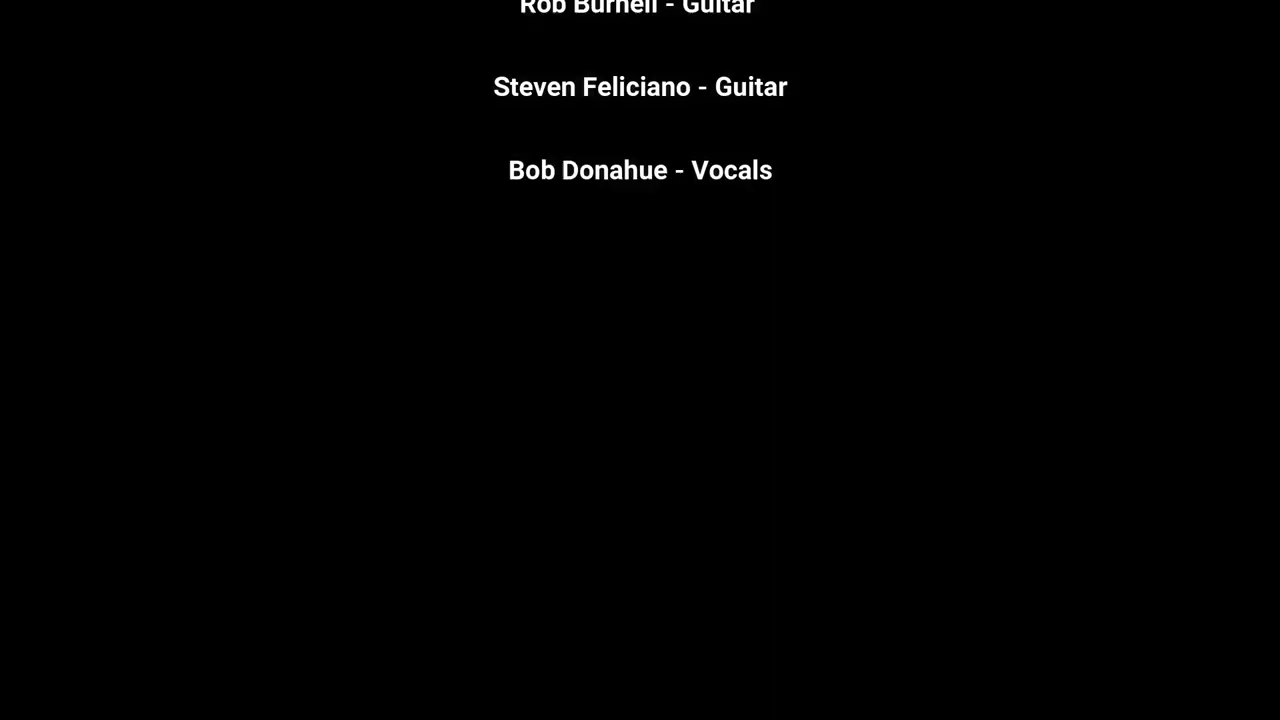 Rob Burnell - Guitar
Steven Feliciano - Guitar
Bob Donahue - Vocals